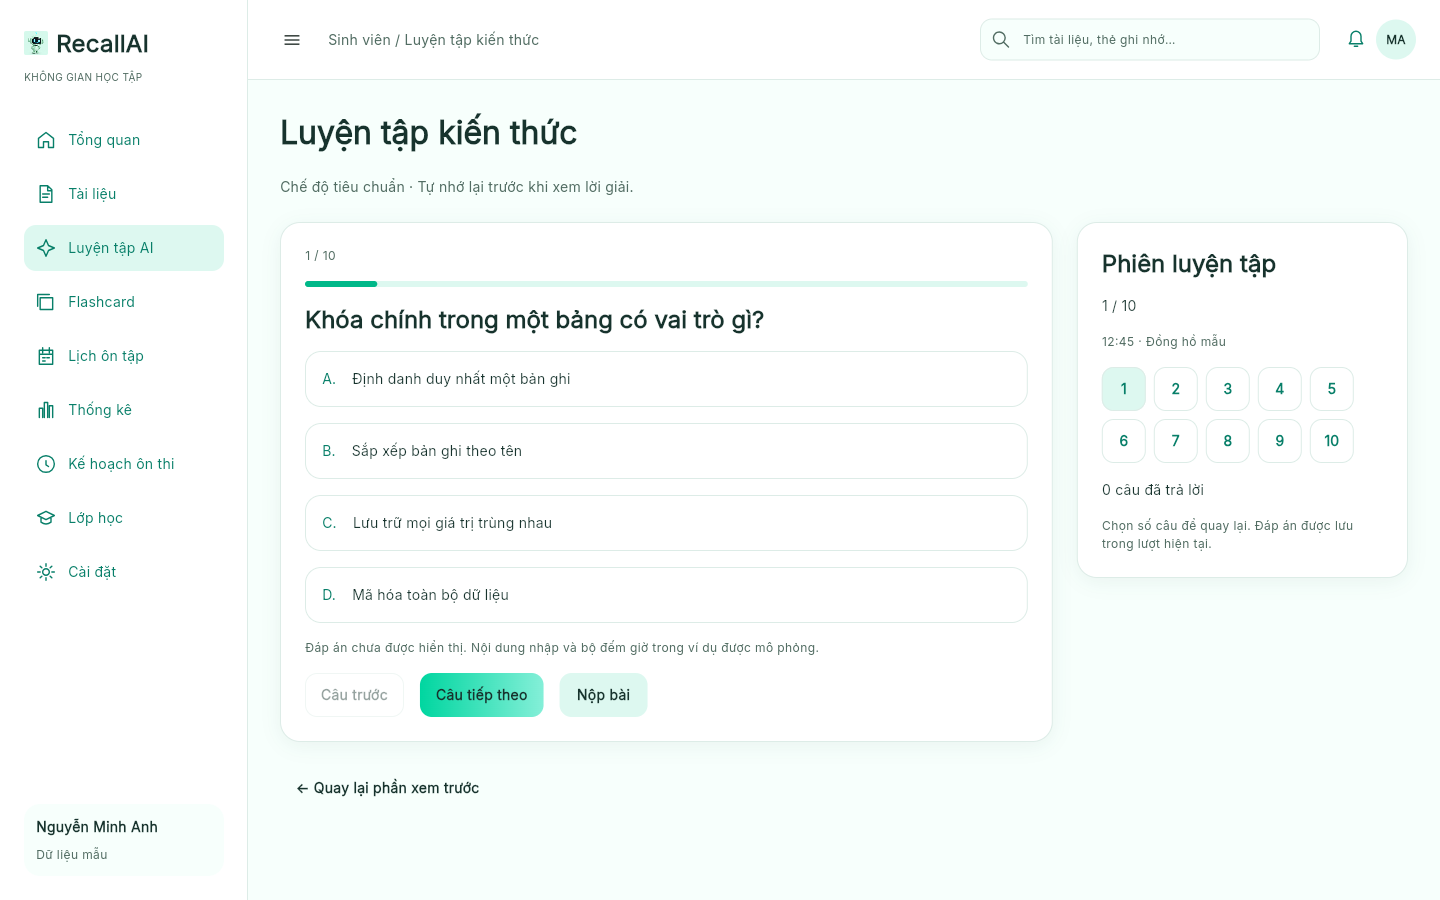 RecallAI
KHÔNG GIAN HỌC TẬP
Tổng quan
Tài liệu
Luyện tập AI
Flashcard
Lịch ôn tập
Thống kê
Kế hoạch ôn thi
Lớp học
Cài đặt
Nguyễn Minh Anh
Dữ liệu mẫu
Sinh viên / Luyện tập kiến thức
Tìm tài liệu, thẻ ghi nhớ...
MA
Luyện tập kiến thức
Chế độ tiêu chuẩn · Tự nhớ lại trước khi xem lời giải.
1 / 10
Khóa chính trong một bảng có vai trò gì?
A. Định danh duy nhất một bản ghi
B. Sắp xếp bản ghi theo tên
C. Lưu trữ mọi giá trị trùng nhau
D. Mã hóa toàn bộ dữ liệu
Đáp án chưa được hiển thị. Nội dung nhập và bộ đếm giờ trong ví dụ được mô phỏng.
Câu trước
Câu tiếp theo
Nộp bài
← Quay lại phần xem trước
Phiên luyện tập
1 / 10
12:45 · Đồng hồ mẫu
1 2 3 4 5
6 7 8 9 10
0 câu đã trả lời
Chọn số câu để quay lại. Đáp án được lưu
trong lượt hiện tại.